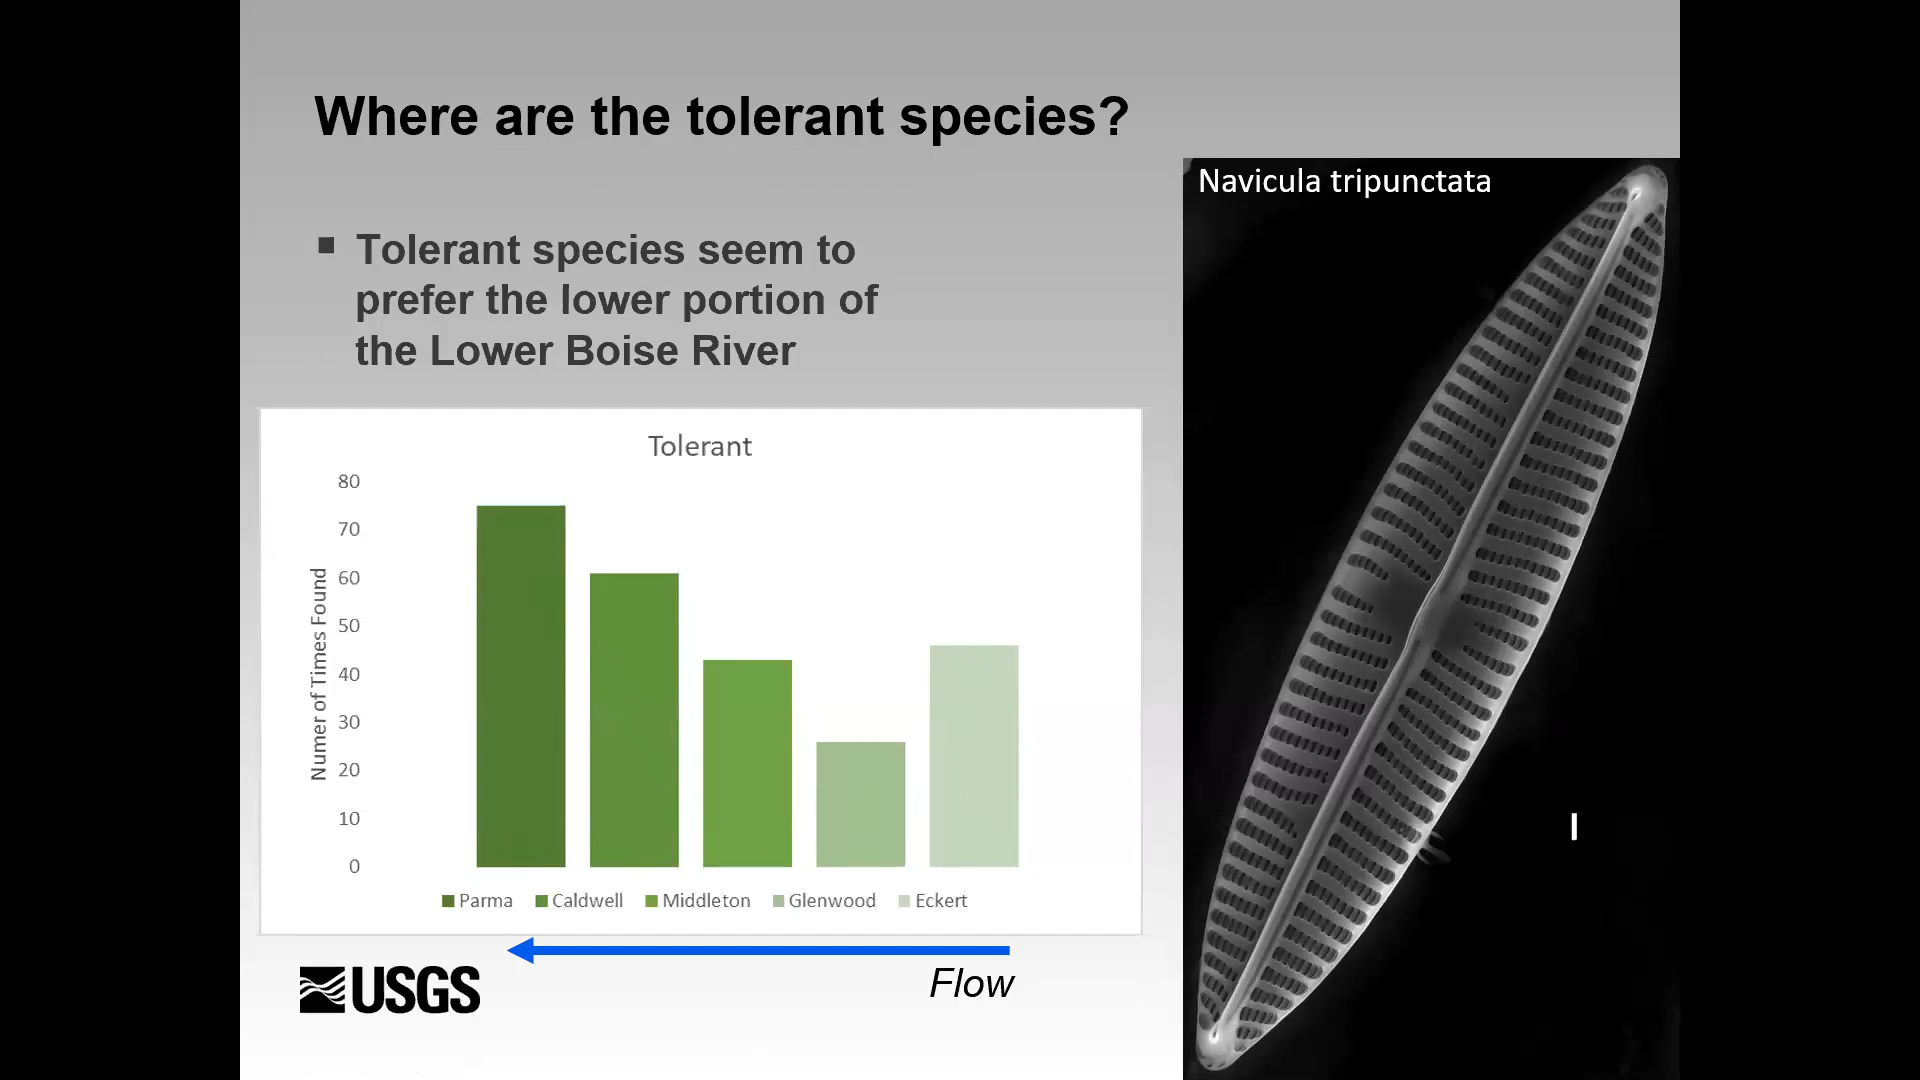 Where are the tolerant species?
Navicula tripunctata
▪ Tolerant species seem to
prefer the lower portion of
the Lower Boise River
Tolerant
Numer of Times Found
80
70
60
50
40
30
20
10
0
Parma Caldwell Middleton Glenwood Eckert
Flow
USGS